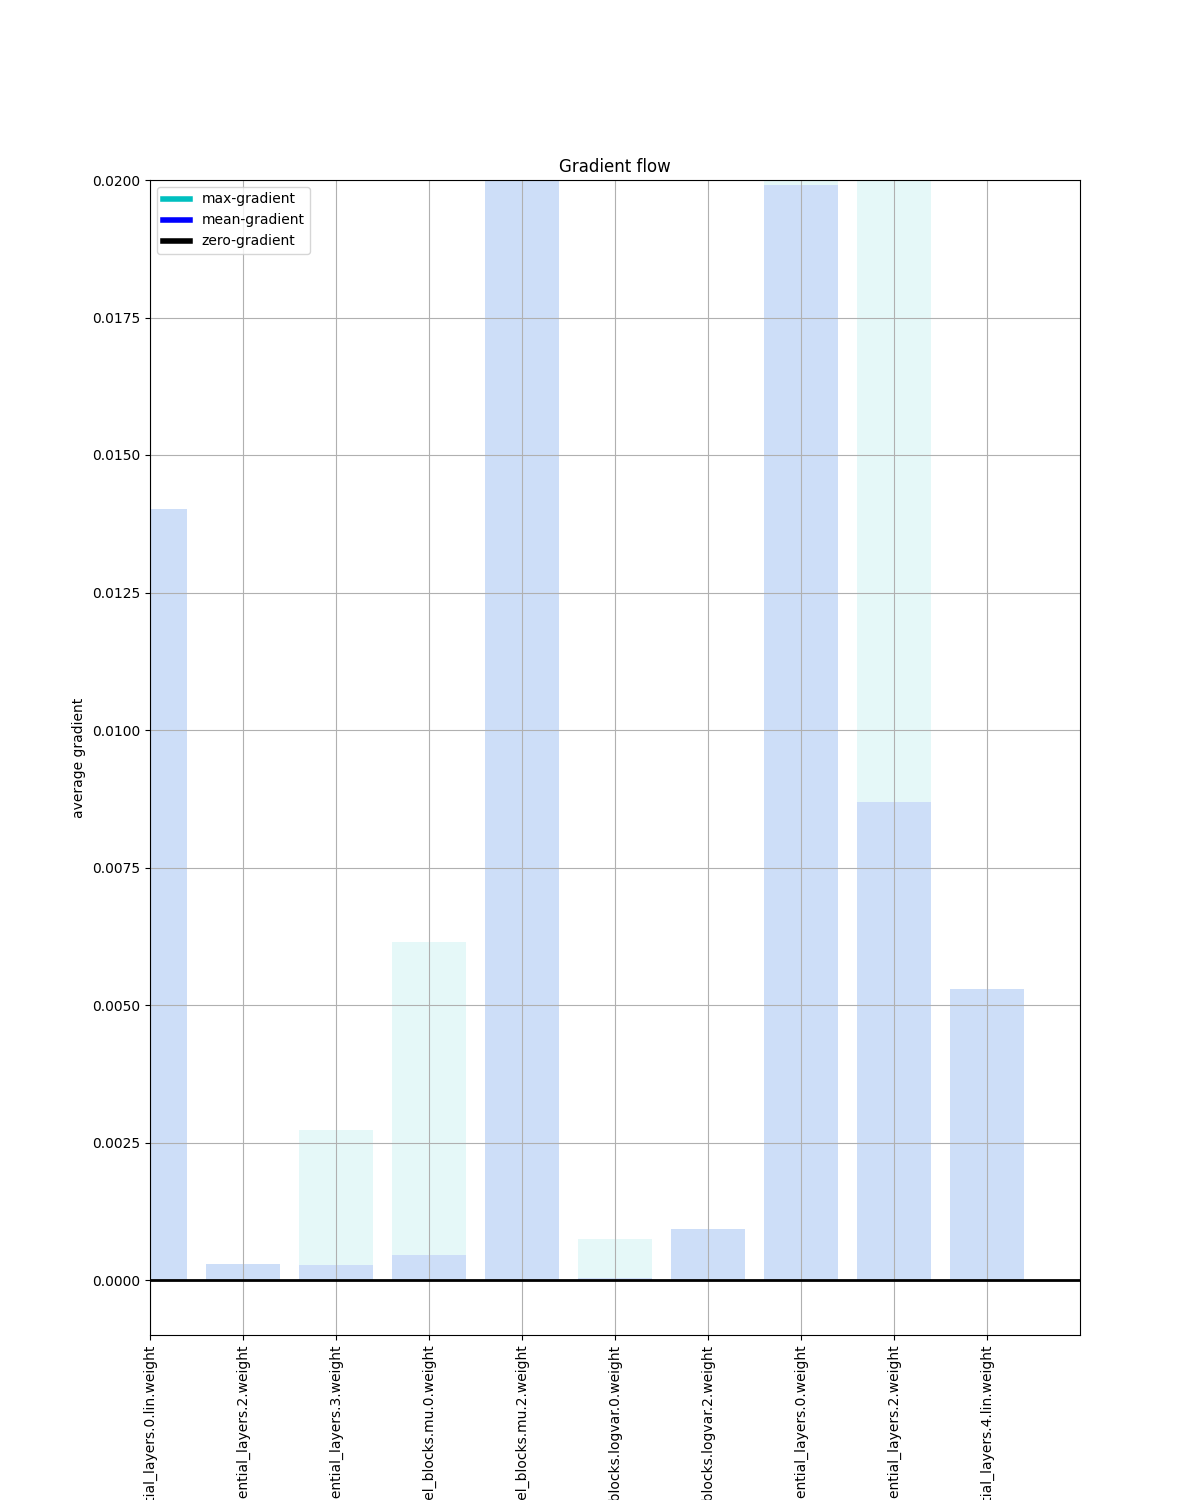 Gradient flow
max-gradient
mean-gradient
zero-gradient
0.0200
0.0175
0.0150
0.0125
0.0100
0.0075
0.0050
0.0025
0.0000
average gradient
tial_layers.0.lin.weight
ential_layers.2.weight
ential_layers.3.weight
el_blocks.mu.0.weight
el_blocks.mu.2.weight
blocks.logvar.0.weight
blocks.logvar.2.weight
ential_layers.0.weight
ential_layers.2.weight
tial_layers.4.lin.weight